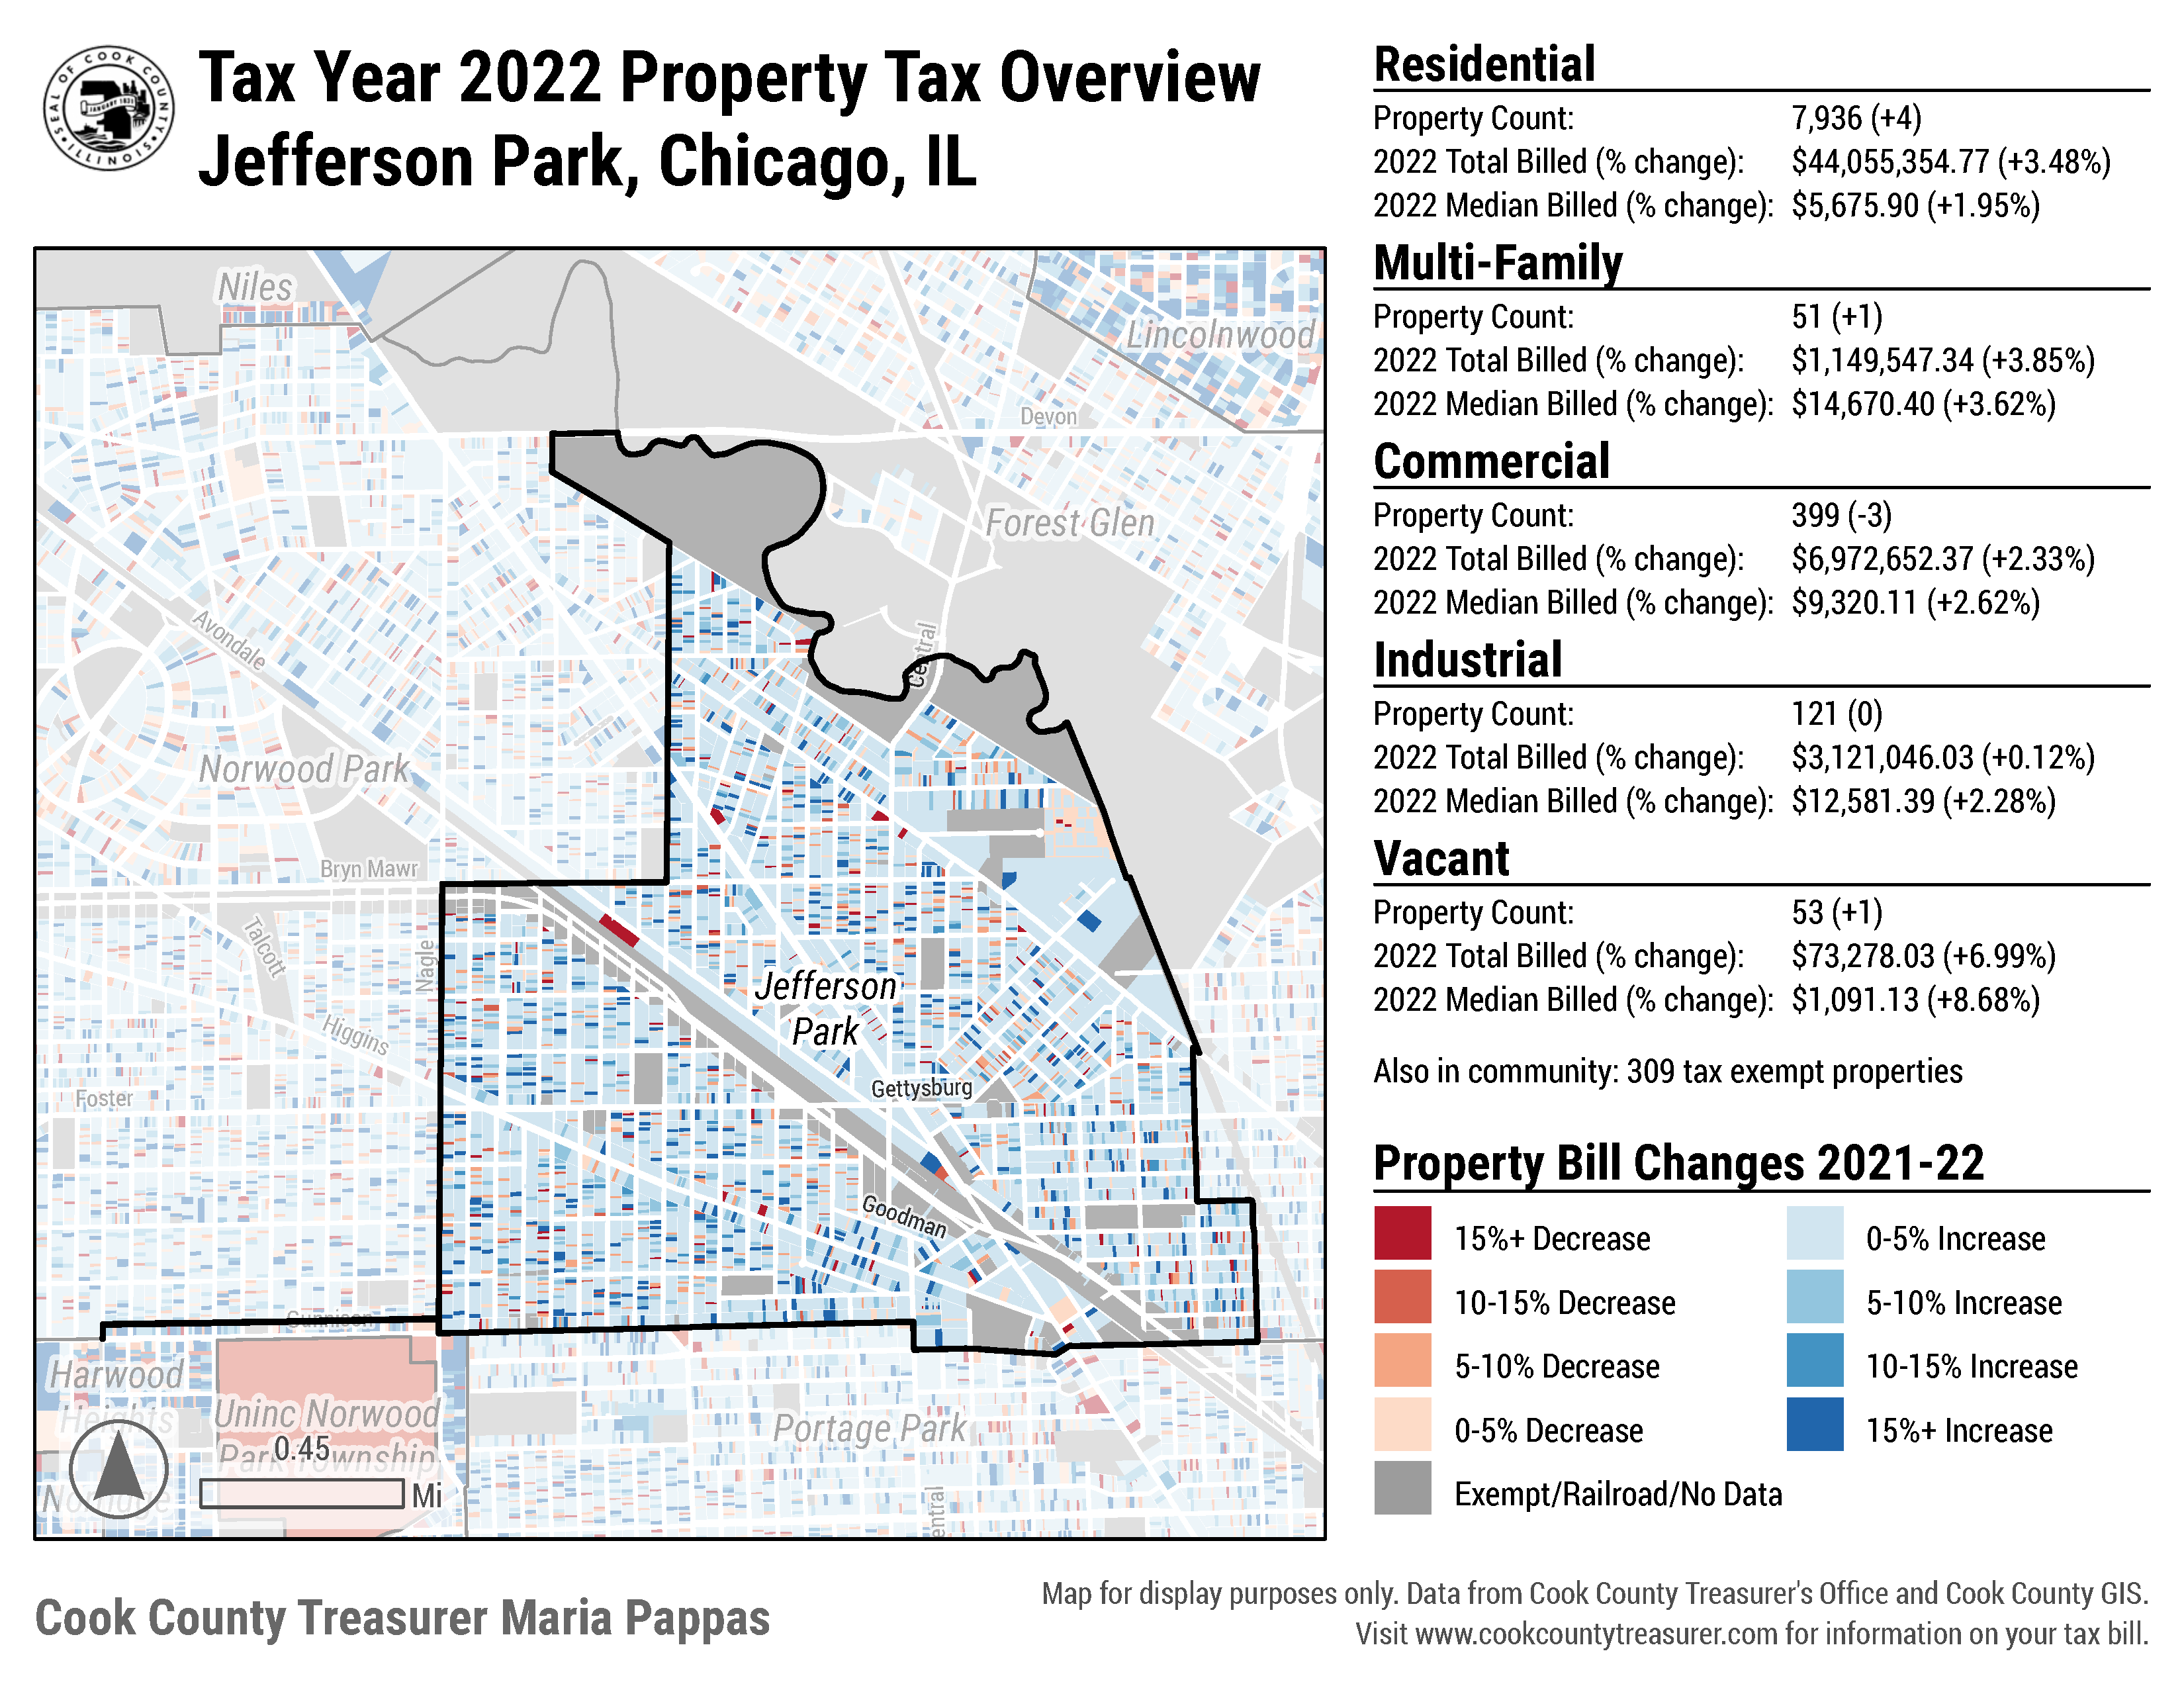 SEAL OF COOK COUNTY
JANUARY 1831
ILLINOIS
Tax Year 2022 Property Tax Overview
Jefferson Park, Chicago, IL
Niles
Lincolnwood
Devon
Forest Glen
Avondale
Central
Norwood Park
Bryn Mawr
Talcott
Nagle
Jefferson
Park
Higgins
Gettysburg
Foster
Goodman
Gunnison
Harwood
Heights
Uninc Norwood
Park Township
0.45
Mi
Portage Park
Residential
Property Count: 7,936 (+4)
2022 Total Billed (% change): $44,055,354.77 (+3.48%)
2022 Median Billed (% change): $5,675.90 (+1.95%)
Multi-Family
Property Count: 51 (+1)
2022 Total Billed (% change): $1,149,547.34 (+3.85%)
2022 Median Billed (% change): $14,670.40 (+3.62%)
Commercial
Property Count: 399 (-3)
2022 Total Billed (% change): $6,972,652.37 (+2.33%)
2022 Median Billed (% change): $9,320.11 (+2.62%)
Industrial
Property Count: 121 (0)
2022 Total Billed (% change): $3,121,046.03 (+0.12%)
2022 Median Billed (% change): $12,581.39 (+2.28%)
Vacant
Property Count: 53 (+1)
2022 Total Billed (% change): $73,278.03 (+6.99%)
2022 Median Billed (% change): $1,091.13 (+8.68%)
Also in community: 309 tax exempt properties
Property Bill Changes 2021-22
15%+ Decrease
0-5% Increase
10-15% Decrease
5-10% Increase
5-10% Decrease
10-15% Increase
0-5% Decrease
15%+ Increase
Exempt/Railroad/No Data
Cook County Treasurer Maria Pappas
Map for display purposes only. Data from Cook County Treasurer's Office and Cook County GIS.
Visit www.cookcountytreasurer.com for information on your tax bill.